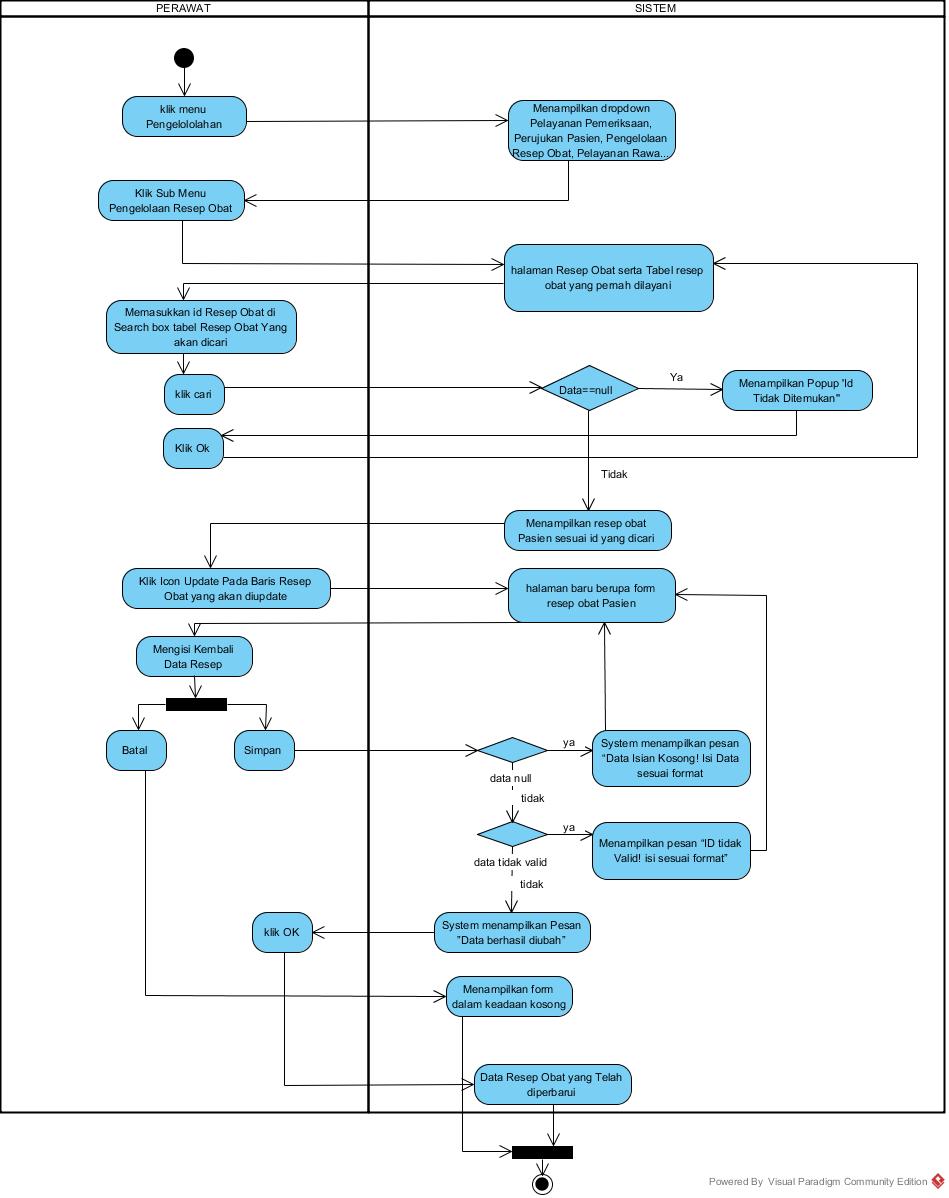 PERAWAT
SISTEM
klik menu
Pengelololahan
Menampilkan dropdown
Pelayanan Pemeriksaan,
Perujukan Pasien, Pengelolaan
Resep Obat, Pelayanan Rawa...
Klik Sub Menu
Pengelolaan Resep Obat
halaman Resep Obat serta Tabel resep
obat yang pernah dilayani
Memasukkan id Resep Obat di
Search box tabel Resep Obat Yang
akan dicari
klik cari
Data==null
Ya
Menampilkan Popup 'Id
Tidak Ditemukan'"
Klik Ok
Tidak
Menampilkan resep obat
Pasien sesuai id yang dicari
Klik Icon Update Pada Baris Resep
Obat yang akan diupdate
halaman baru berupa form
resep obat Pasien
Mengisi Kembali
Data Resep
Batal
Simpan
ya
System menampilkan pesan
“Data Isian Kosong! Isi Data
sesuai format
data null
tidak
ya
Menampilkan pesan “ID tidak
Valid! isi sesuai format”
data tidak valid
tidak
klik OK
System menampilkan Pesan
”Data berhasil diubah”
Menampilkan form
dalam keadaan kosong
Data Resep Obat yang Telah
diperbarui
Powered By Visual Paradigm Community Edition